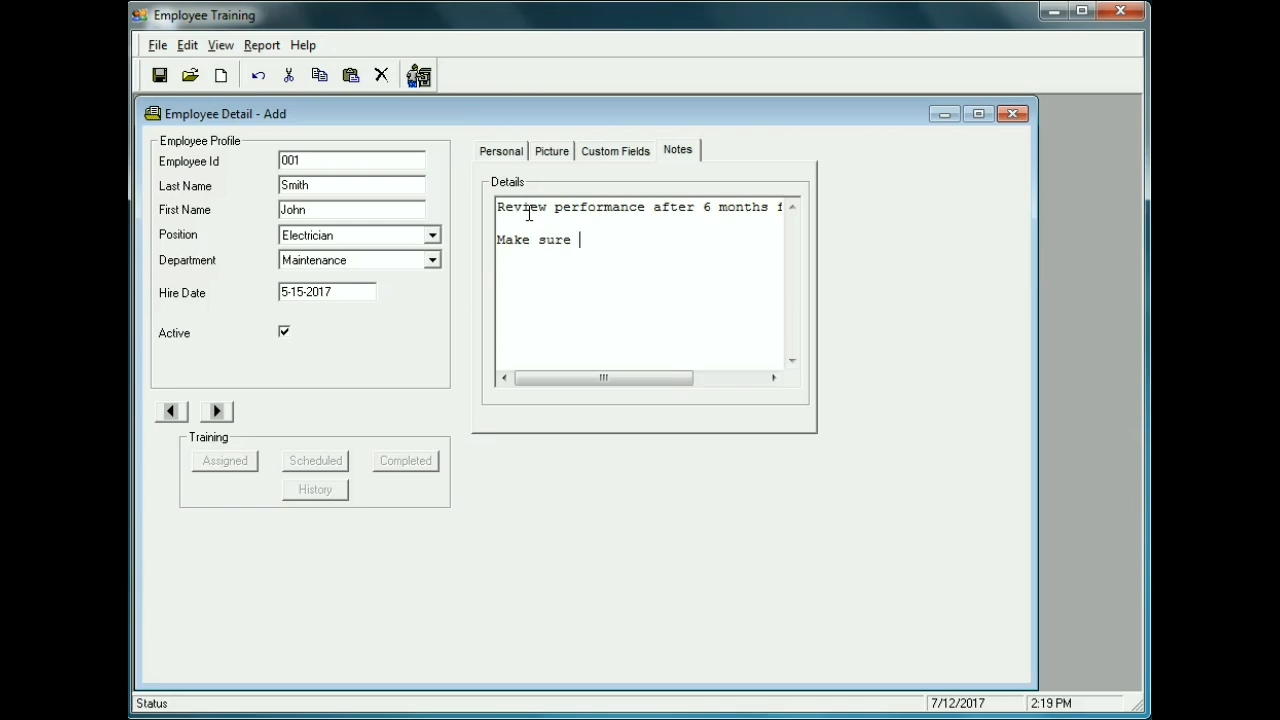 Employee Training
File Edit View Report Help
Employee Detail - Add
Employee Profile
Employee Id 001
Last Name Smith
First Name John
Position Electrician
Department Maintenance
Hire Date 5-15-2017
Active
Training
Assigned Scheduled Completed
History
Personal Picture Custom Fields Notes
Details
Review performance after 6 months f
Make sure
Status 7/12/2017 2:19 PM